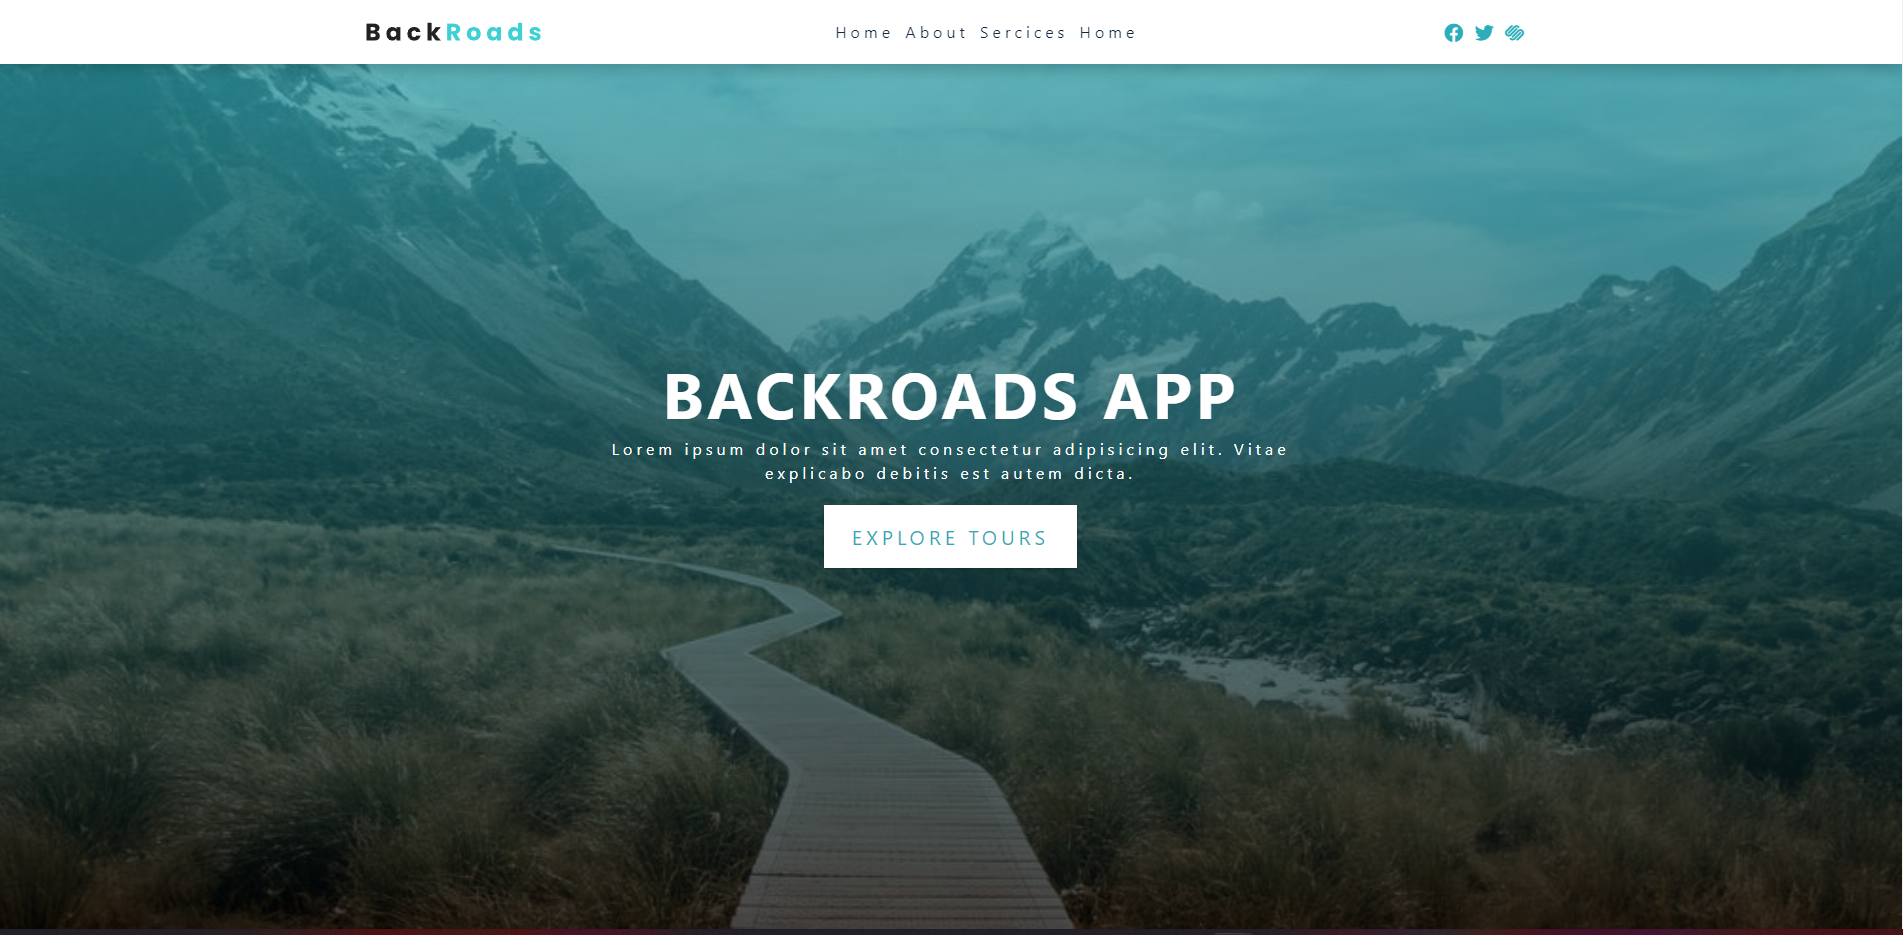 BackRoads
Home About Sercices Home
BACKROADS APP
Lorem ipsum dolor sit amet consectetur adipisicing elit. Vitae
explicabo debitis est autem dicta.
EXPLORE TOURS